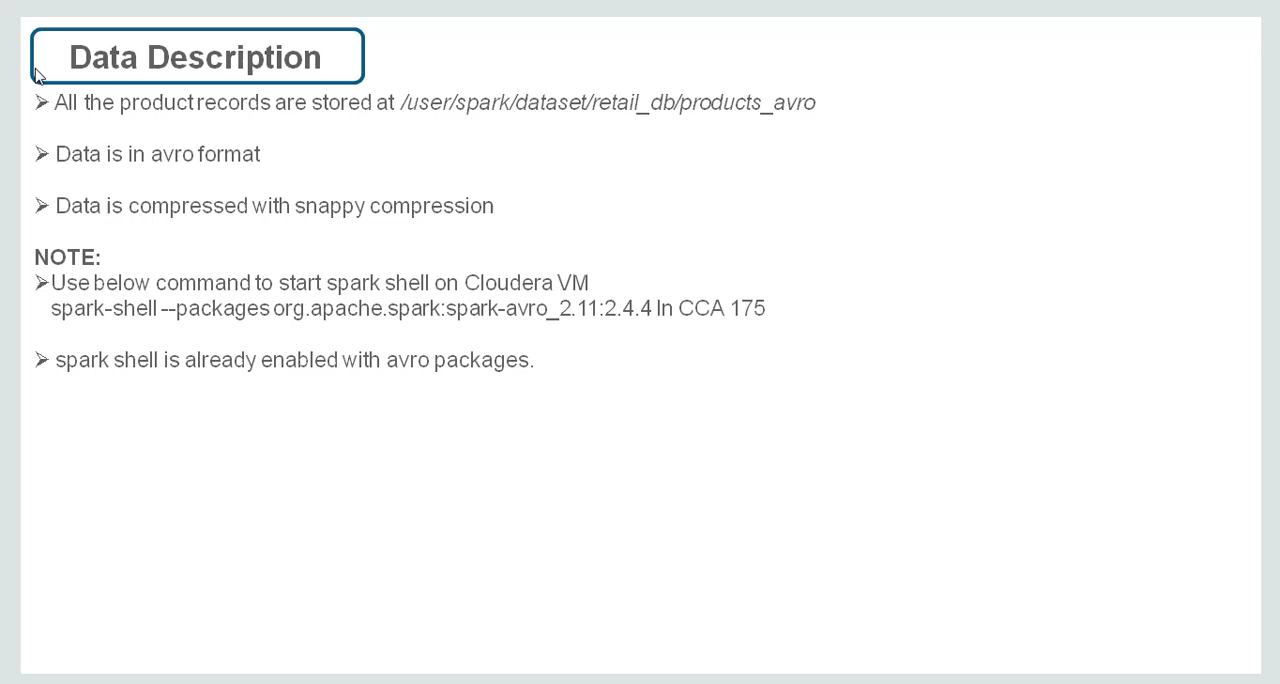 Data Description
➢ All the product records are stored at /user/spark/dataset/retail_db/products_avro
➢ Data is in avro format
➢ Data is compressed with snappy compression
NOTE:
➢Use below command to start spark shell on Cloudera VM
spark-shell --packages org.apache.spark:spark-avro_2.11:2.4.4 In CCA 175
➢ spark shell is already enabled with avro packages.